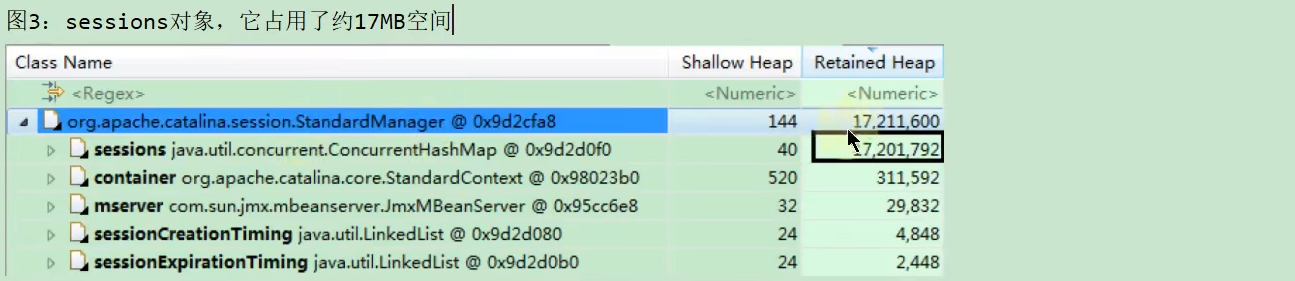 图3：sessions对象，它占用了约17MB空间
Class Name Shallow Heap Retained Heap
<Regex> <Numeric> <Numeric>
org.apache.catalina.session.StandardManager @ 0x9d2cfa8 144 17,211,600
sessions java.util.concurrent.ConcurrentHashMap @ 0x9d2d0f0 40 17,201,792
container org.apache.catalina.core.StandardContext @ 0x98023b0 520 311,592
mserver com.sun.jmx.mbeanserver.JmxMBeanServer @ 0x95cc6e8 32 29,832
sessionCreationTiming java.util.LinkedList @ 0x9d2d080 24 4,848
sessionExpirationTiming java.util.LinkedList @ 0x9d2d0b0 24 2,448